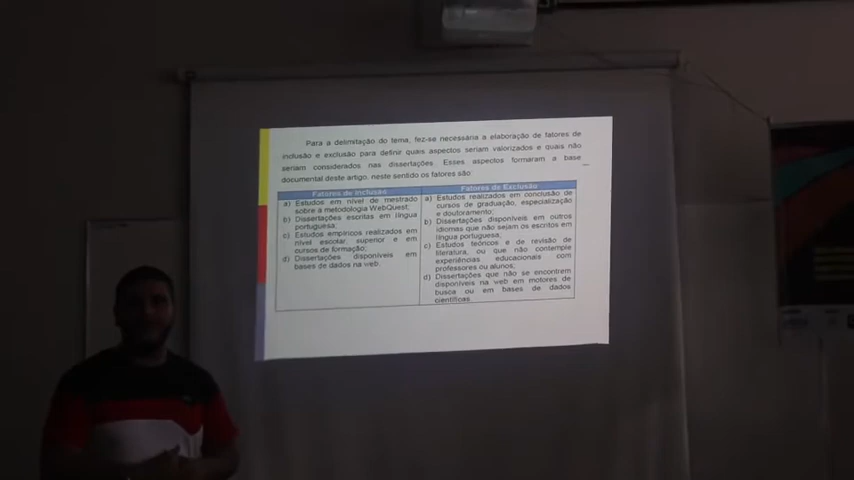 Para a delimitação do tema, fez-se necessária a elaboração de fatores de
inclusão e exclusão para definir quais aspectos seriam valorizados e quais não
seriam considerados nas dissertações. Esses aspectos formaram a base
documental deste artigo, neste sentido os fatores são:
Fatores de Inclusão
a) Estudos em nível de mestrado
sobre a metodologia WebQuest;
b) Dissertações escritas em língua
portuguesa;
c) Estudos empíricos realizados em
nível escolar, superior e em
cursos de formação;
d) Dissertações disponíveis em
bases de dados na web.
Fatores de Exclusão
a) Estudos realizados em conclusão de
cursos de graduação, especialização
e doutoramento;
b) Dissertações disponíveis em outros
idiomas que não sejam os escritos em
língua portuguesa;
c) Estudos teóricos e de revisão de
literatura, ou que não contemple
experiências educacionais com
professores ou alunos;
d) Dissertações que não se encontrem
disponíveis na web em motores de
busca ou em bases de dados
científicas.